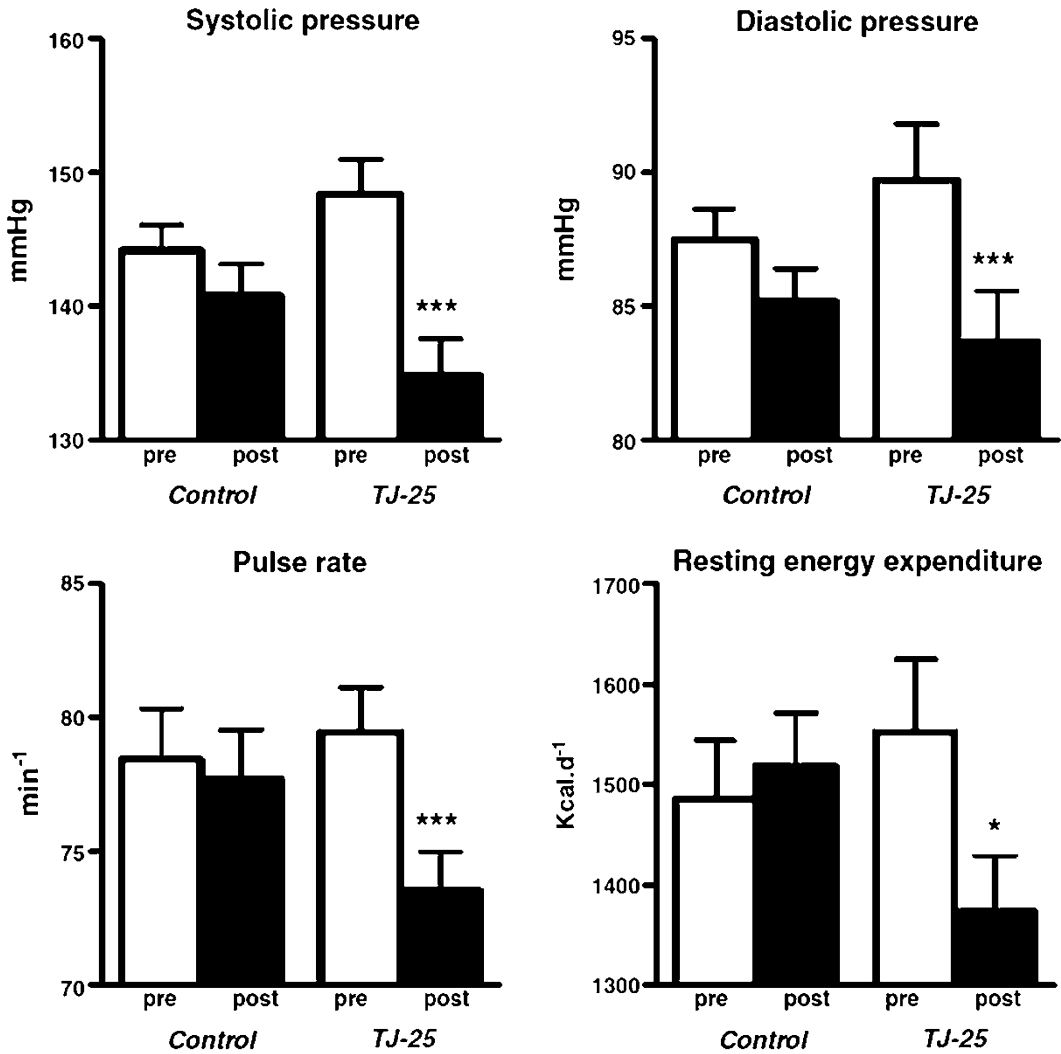 Systolic pressure
160
150
140
130
mmHg
***
pre post pre post
Control TJ-25
Diastolic pressure
95
90
85
80
mmHg
***
pre post pre post
Control TJ-25
Pulse rate
85
80
75
70
min⁻¹
***
pre post pre post
Control TJ-25
Resting energy expenditure
1700
1600
1500
1400
1300
Kcal.d⁻¹
*
pre post pre post
Control TJ-25